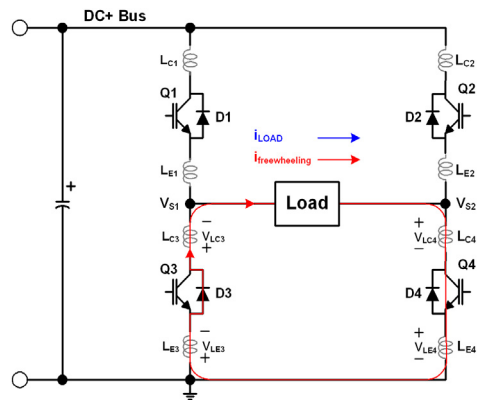 DC+ Bus
LC1
LC2
Q1
Q2
D1
D2
iLOAD
ifreewheeling
LE1
LE2
VS1
Load
VS2
LC3
−
VLC3
+
+
VLC4
−
LC4
Q3
Q4
D3
D4
LE3
−
VLE3
+
+
VLE4
−
LE4
+